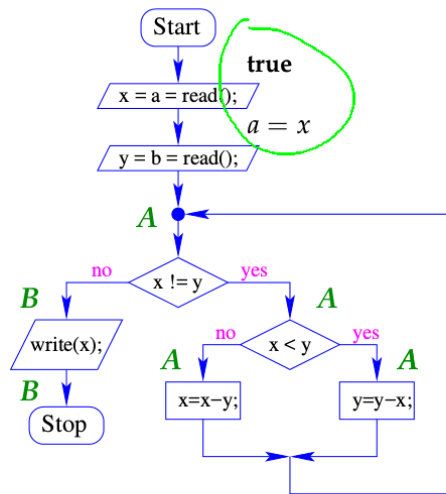 Start
true
x = a = read();
a = x
y = b = read();
A
no
x != y
yes
B
A
write(x);
no
x < y
yes
A
A
B
x=x−y;
y=y−x;
Stop